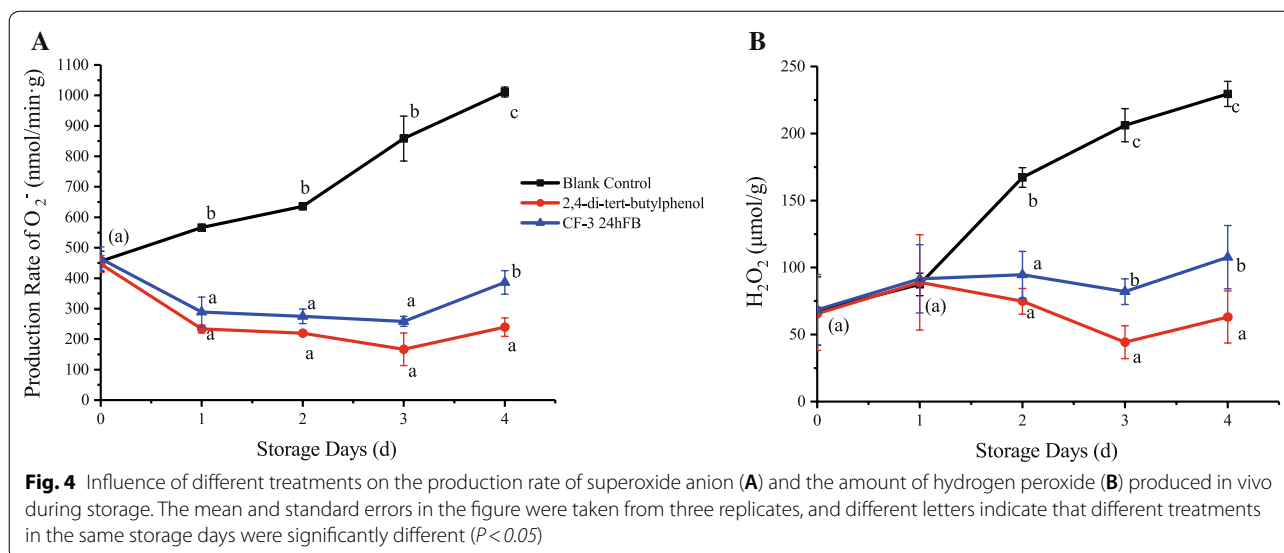 A
1100
1000
900
800
700
600
500
400
300
200
100
0
Production Rate of O₂⁻ (nmol/min·g)
(a)
b
b
b
c
a
a
a
b
a
a
a
a
0 1 2 3 4
Storage Days (d)
Blank Control
2,4-di-tert-butylphenol
CF-3 24hFB
B
250
200
150
100
50
0
H₂O₂ (μmol/g)
(a)
(a)
b
c
c
a
b
b
a
a
a
0 1 2 3 4
Storage Days (d)
Fig. 4 Influence of different treatments on the production rate of superoxide anion (A) and the amount of hydrogen peroxide (B) produced in vivo
during storage. The mean and standard errors in the figure were taken from three replicates, and different letters indicate that different treatments
in the same storage days were significantly different (P < 0.05)